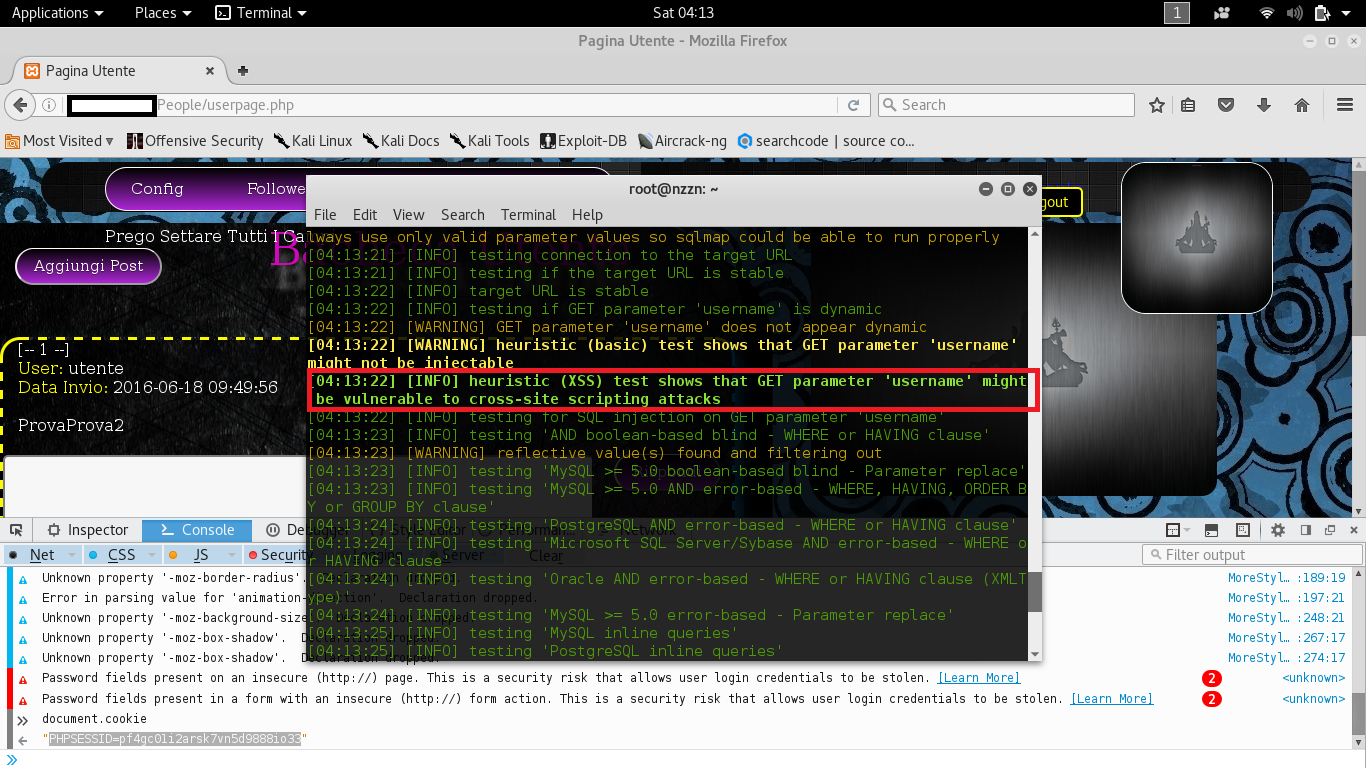 Applications Places Terminal Sat 04:13 1
Pagina Utente - Mozilla Firefox
Pagina Utente
People/userpage.php Search
Most Visited Offensive Security Kali Linux Kali Docs Kali Tools Exploit-DB Aircrack-ng searchcode | source co...
Config Followe gout
Prego Settare Tutti I Ca
Aggiungi Post
[-- 1 --]
User: utente
Data Invio: 2016-06-18 09:49:56
ProvaProva2
root@nzzn: ~
File Edit View Search Terminal Help
lways use only valid parameter values so sqlmap could be able to run properly
[04:13:21] [INFO] testing connection to the target URL
[04:13:21] [INFO] testing if the target URL is stable
[04:13:22] [INFO] target URL is stable
[04:13:22] [INFO] testing if GET parameter 'username' is dynamic
[04:13:22] [WARNING] GET parameter 'username' does not appear dynamic
[04:13:22] [WARNING] heuristic (basic) test shows that GET parameter 'username'
might not be injectable
[04:13:22] [INFO] heuristic (XSS) test shows that GET parameter 'username' might
be vulnerable to cross-site scripting attacks
[04:13:22] [INFO] testing for SQL injection on GET parameter 'username'
[04:13:23] [INFO] testing 'AND boolean-based blind - WHERE or HAVING clause'
[04:13:23] [WARNING] reflective value(s) found and filtering out
[04:13:23] [INFO] testing 'MySQL >= 5.0 boolean-based blind - Parameter replace'
[04:13:23] [INFO] testing 'MySQL >= 5.0 AND error-based - WHERE, HAVING, ORDER B
Y or GROUP BY clause'
[04:13:24] [INFO] testing 'PostgreSQL AND error-based - WHERE or HAVING clause'
[04:13:24] [INFO] testing 'Microsoft SQL Server/Sybase AND error-based - WHERE o
r HAVING clause'
[04:13:24] [INFO] testing 'Oracle AND error-based - WHERE or HAVING clause (XMLT
ype)'
[04:13:24] [INFO] testing 'MySQL >= 5.0 error-based - Parameter replace'
[04:13:25] [INFO] testing 'MySQL inline queries'
[04:13:25] [INFO] testing 'PostgreSQL inline queries'
Inspector Console De
Net CSS JS Security Server Clear Filter output
Unknown property '-moz-border-radius'. MoreStyl… :189:19
Error in parsing value for 'animation- Declaration dropped. MoreStyl… :197:21
Unknown property '-moz-background-size MoreStyl… :248:21
Unknown property '-moz-box-shadow'. Declaration dropped. MoreStyl… :267:17
Unknown property '-moz-box-shadow'. Declaration dropped. MoreStyl… :274:17
Password fields present on an insecure (http://) page. This is a security risk that allows user login credentials to be stolen. [Learn More] 2 <unknown>
Password fields present in a form with an insecure (http://) form action. This is a security risk that allows user login credentials to be stolen. [Learn More] 2 <unknown>
document.cookie
"PHPSESSID=pf4gc0li2arsk7vn5d9888io33"